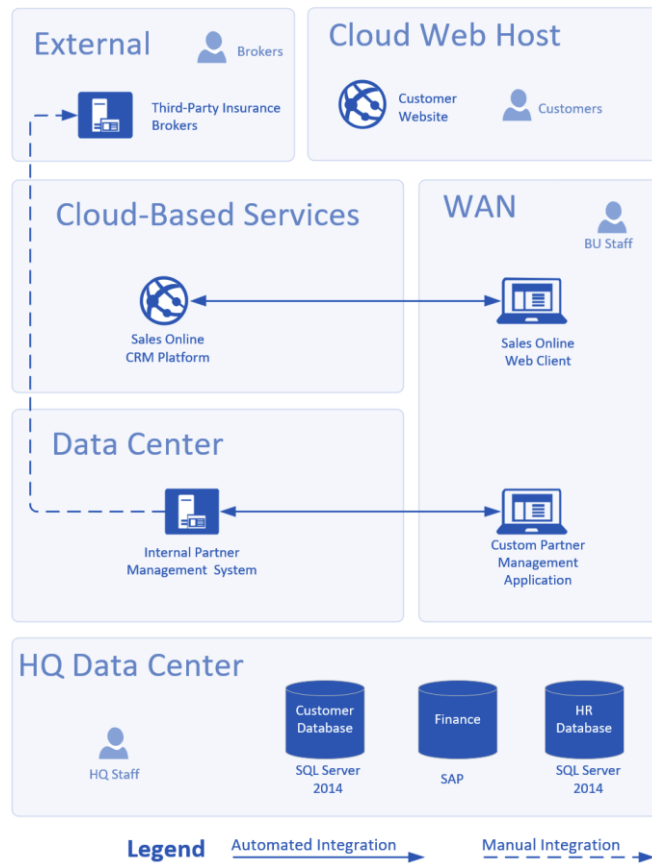 External
Brokers
Third-Party Insurance
Brokers
Cloud Web Host
Customer
Website
Customers
Cloud-Based Services
Sales Online
CRM Platform
WAN
BU Staff
Sales Online
Web Client
Data Center
Internal Partner
Management System
Custom Partner
Management
Application
HQ Data Center
HQ Staff
Customer
Database
SQL Server
2014
Finance
SAP
HR
Database
SQL Server
2014
Legend
Automated Integration
Manual Integration